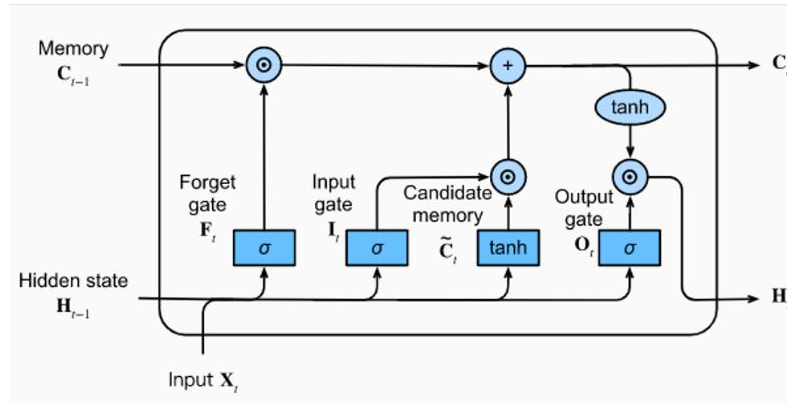 Memory
C_{t−1}
⊙
+
C
tanh
Forget
gate
F_t
Input
gate
I_t
Candidate
memory
C̃_t
⊙
Output
gate
O_t
⊙
σ
σ
tanh
σ
Hidden state
H_{t−1}
H
Input X_t